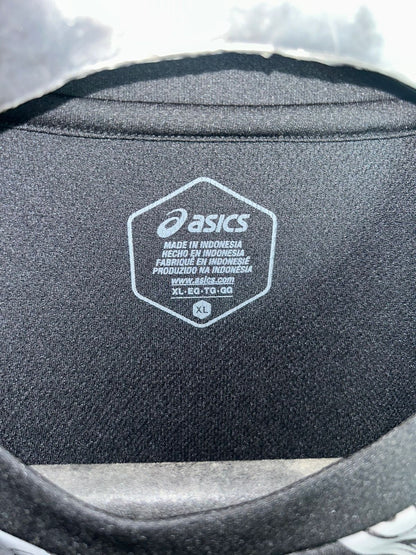 asics
MADE IN INDONESIA
HECHO EN INDONESIA
FABRIQUÉ EN INDONÉSIE
PRODUZIDO NA INDONÉSIA
www.asics.com
XL·EG·TG·GG
XL